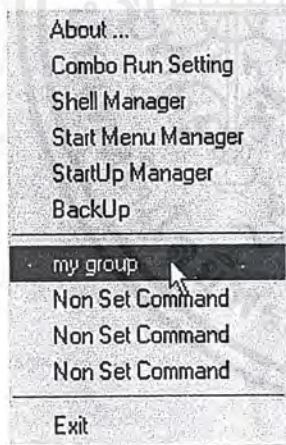 About ...
Combo Run Setting
Shell Manager
Start Menu Manager
StartUp Manager
BackUp
my group
Non Set Command
Non Set Command
Non Set Command
Exit